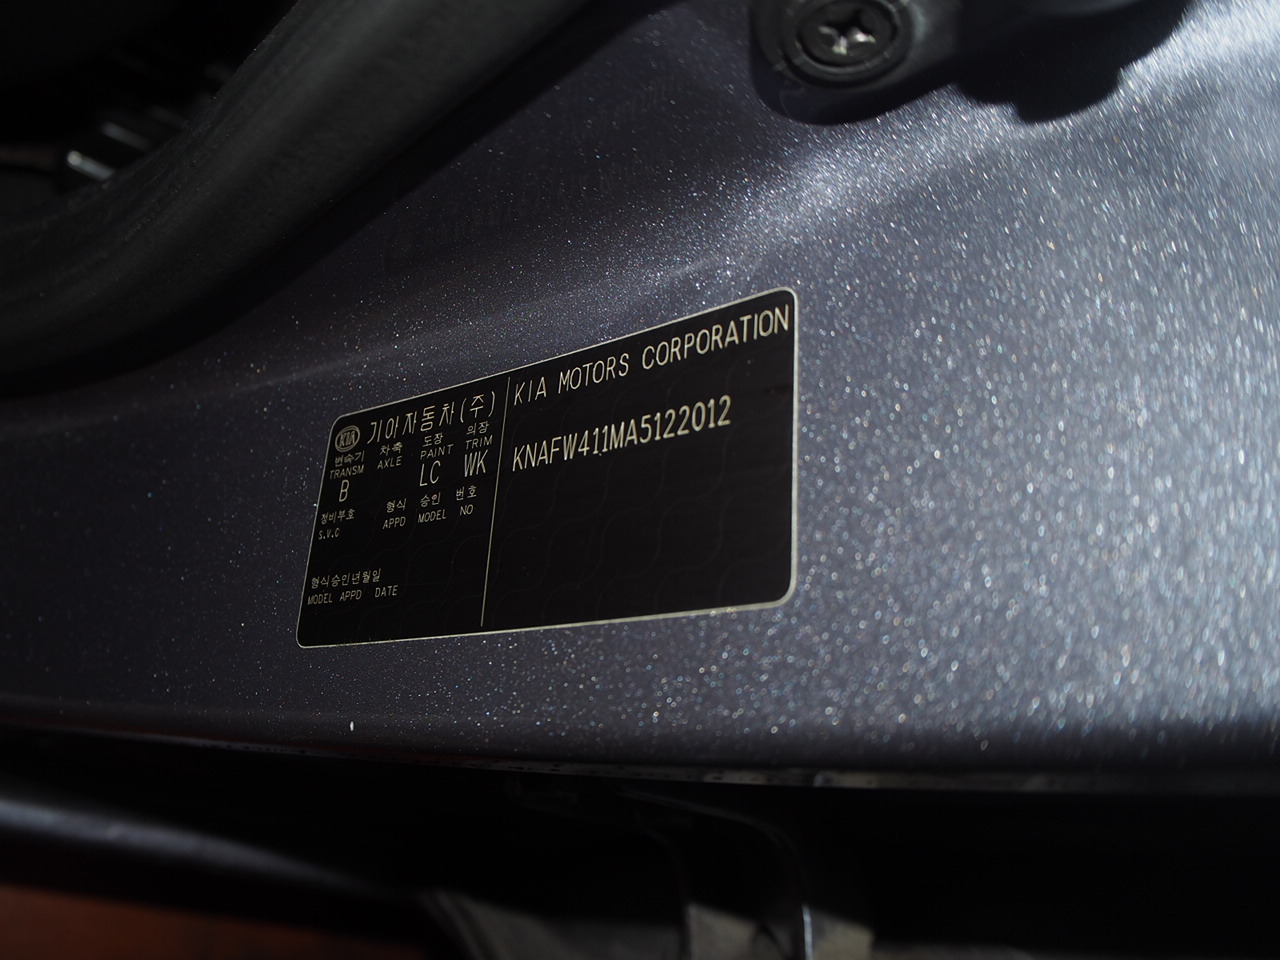 KIA 기아자동차(주)
변속기 차축 도장 의장
TRANSM AXLE PAINT TRIM
B LC WK
정비부호 형식 승인 번호
S.V.C APPD MODEL NO
형식승인년월일
MODEL APPD DATE
KIA MOTORS CORPORATION
KNAFW411MA5122012